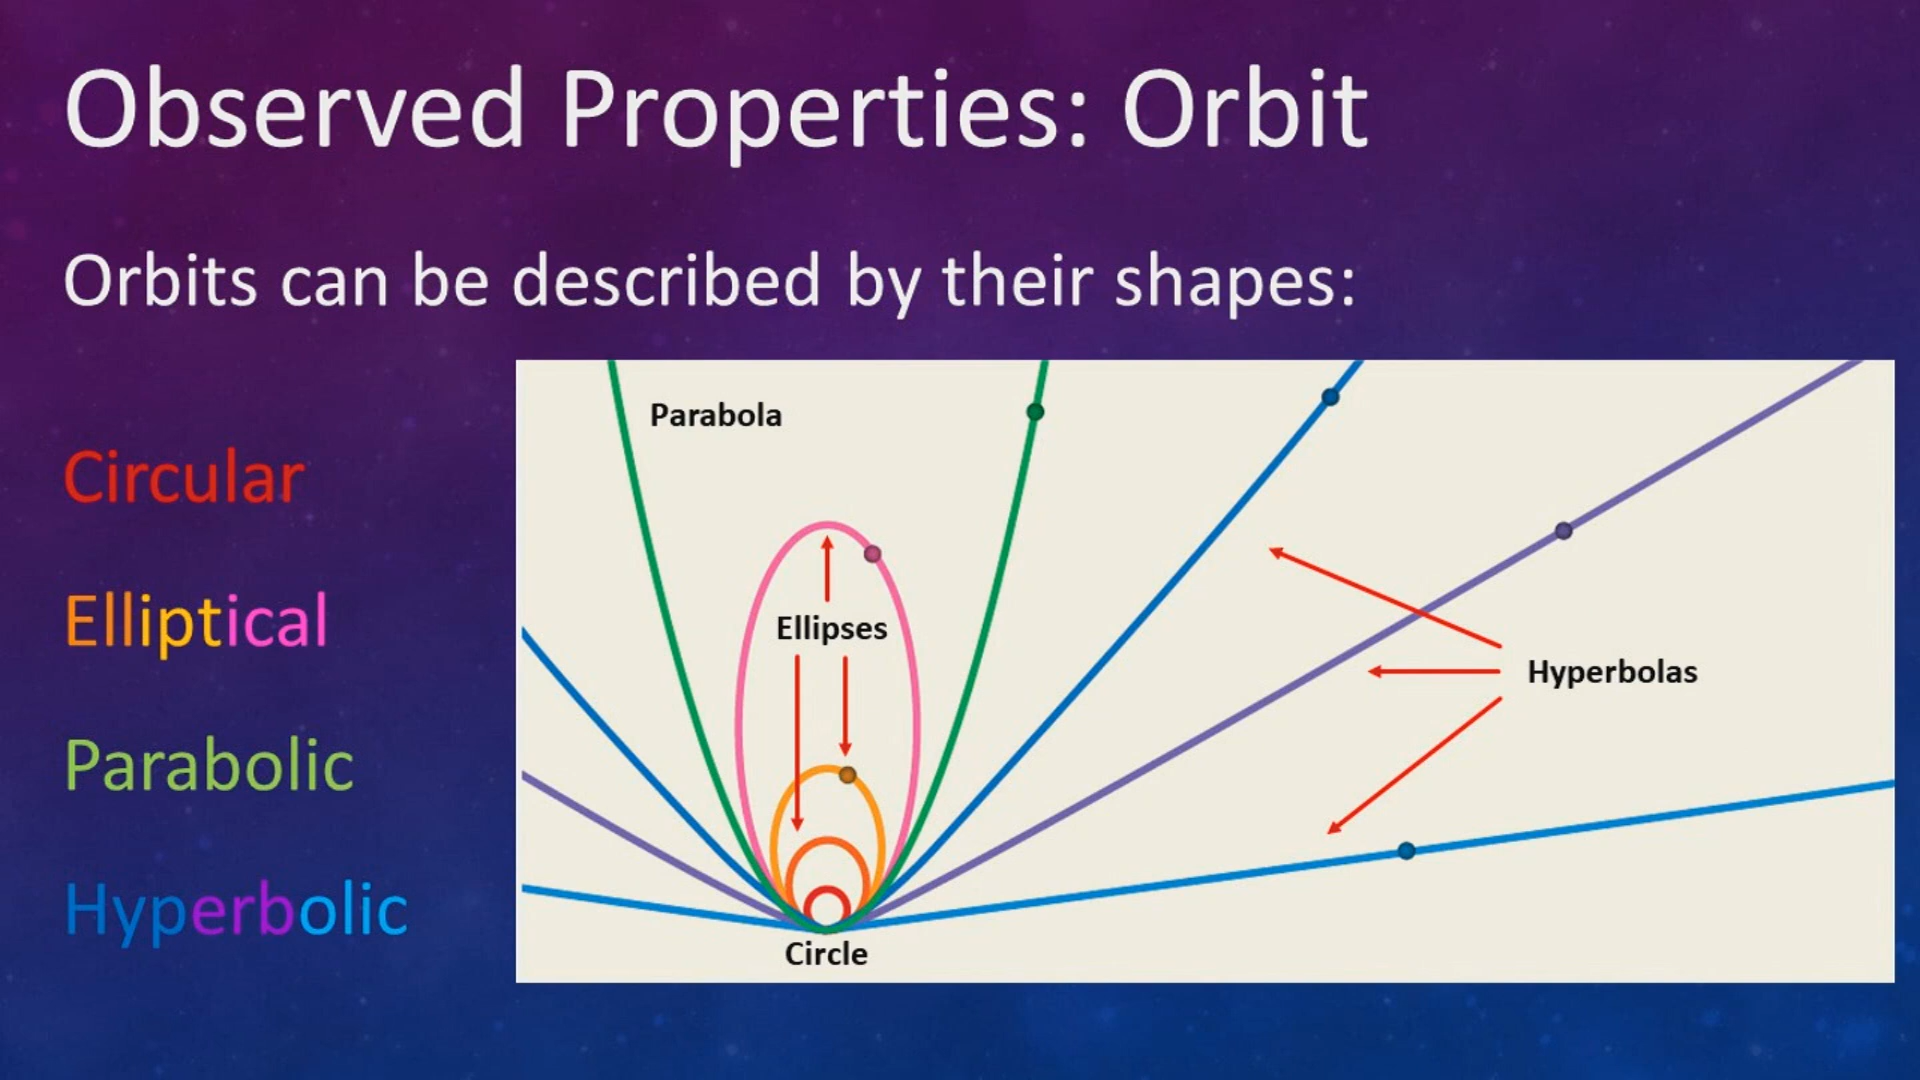 Observed Properties: Orbit
Orbits can be described by their shapes:
Circular
Elliptical
Parabolic
Hyperbolic
Parabola
Ellipses
Hyperbolas
Circle